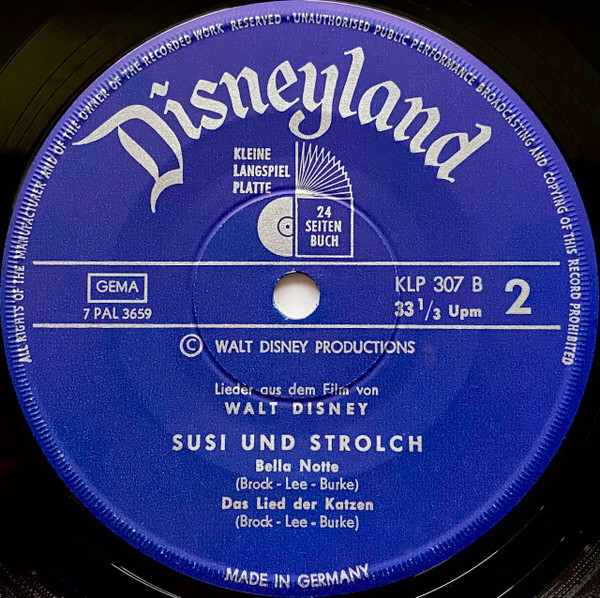 ALL RIGHTS OF THE MANUFACTURER AND OF THE OWNER OF THE RECORDED WORK RESERVED · UNAUTHORISED PUBLIC PERFORMANCE BROADCASTING AND COPYING OF THIS RECORD PROHIBITED
Disneyland
KLEINE
LANGSPIEL
PLATTE
24
SEITEN
BUCH
GEMA
7 PAL 3659
KLP 307 B
33 1/3 Upm
2
© WALT DISNEY PRODUCTIONS
Lieder aus dem Film von
WALT DISNEY
SUSI UND STROLCH
Bella Notte
(Brock - Lee - Burke)
Das Lied der Katzen
(Brock - Lee - Burke)
MADE IN GERMANY